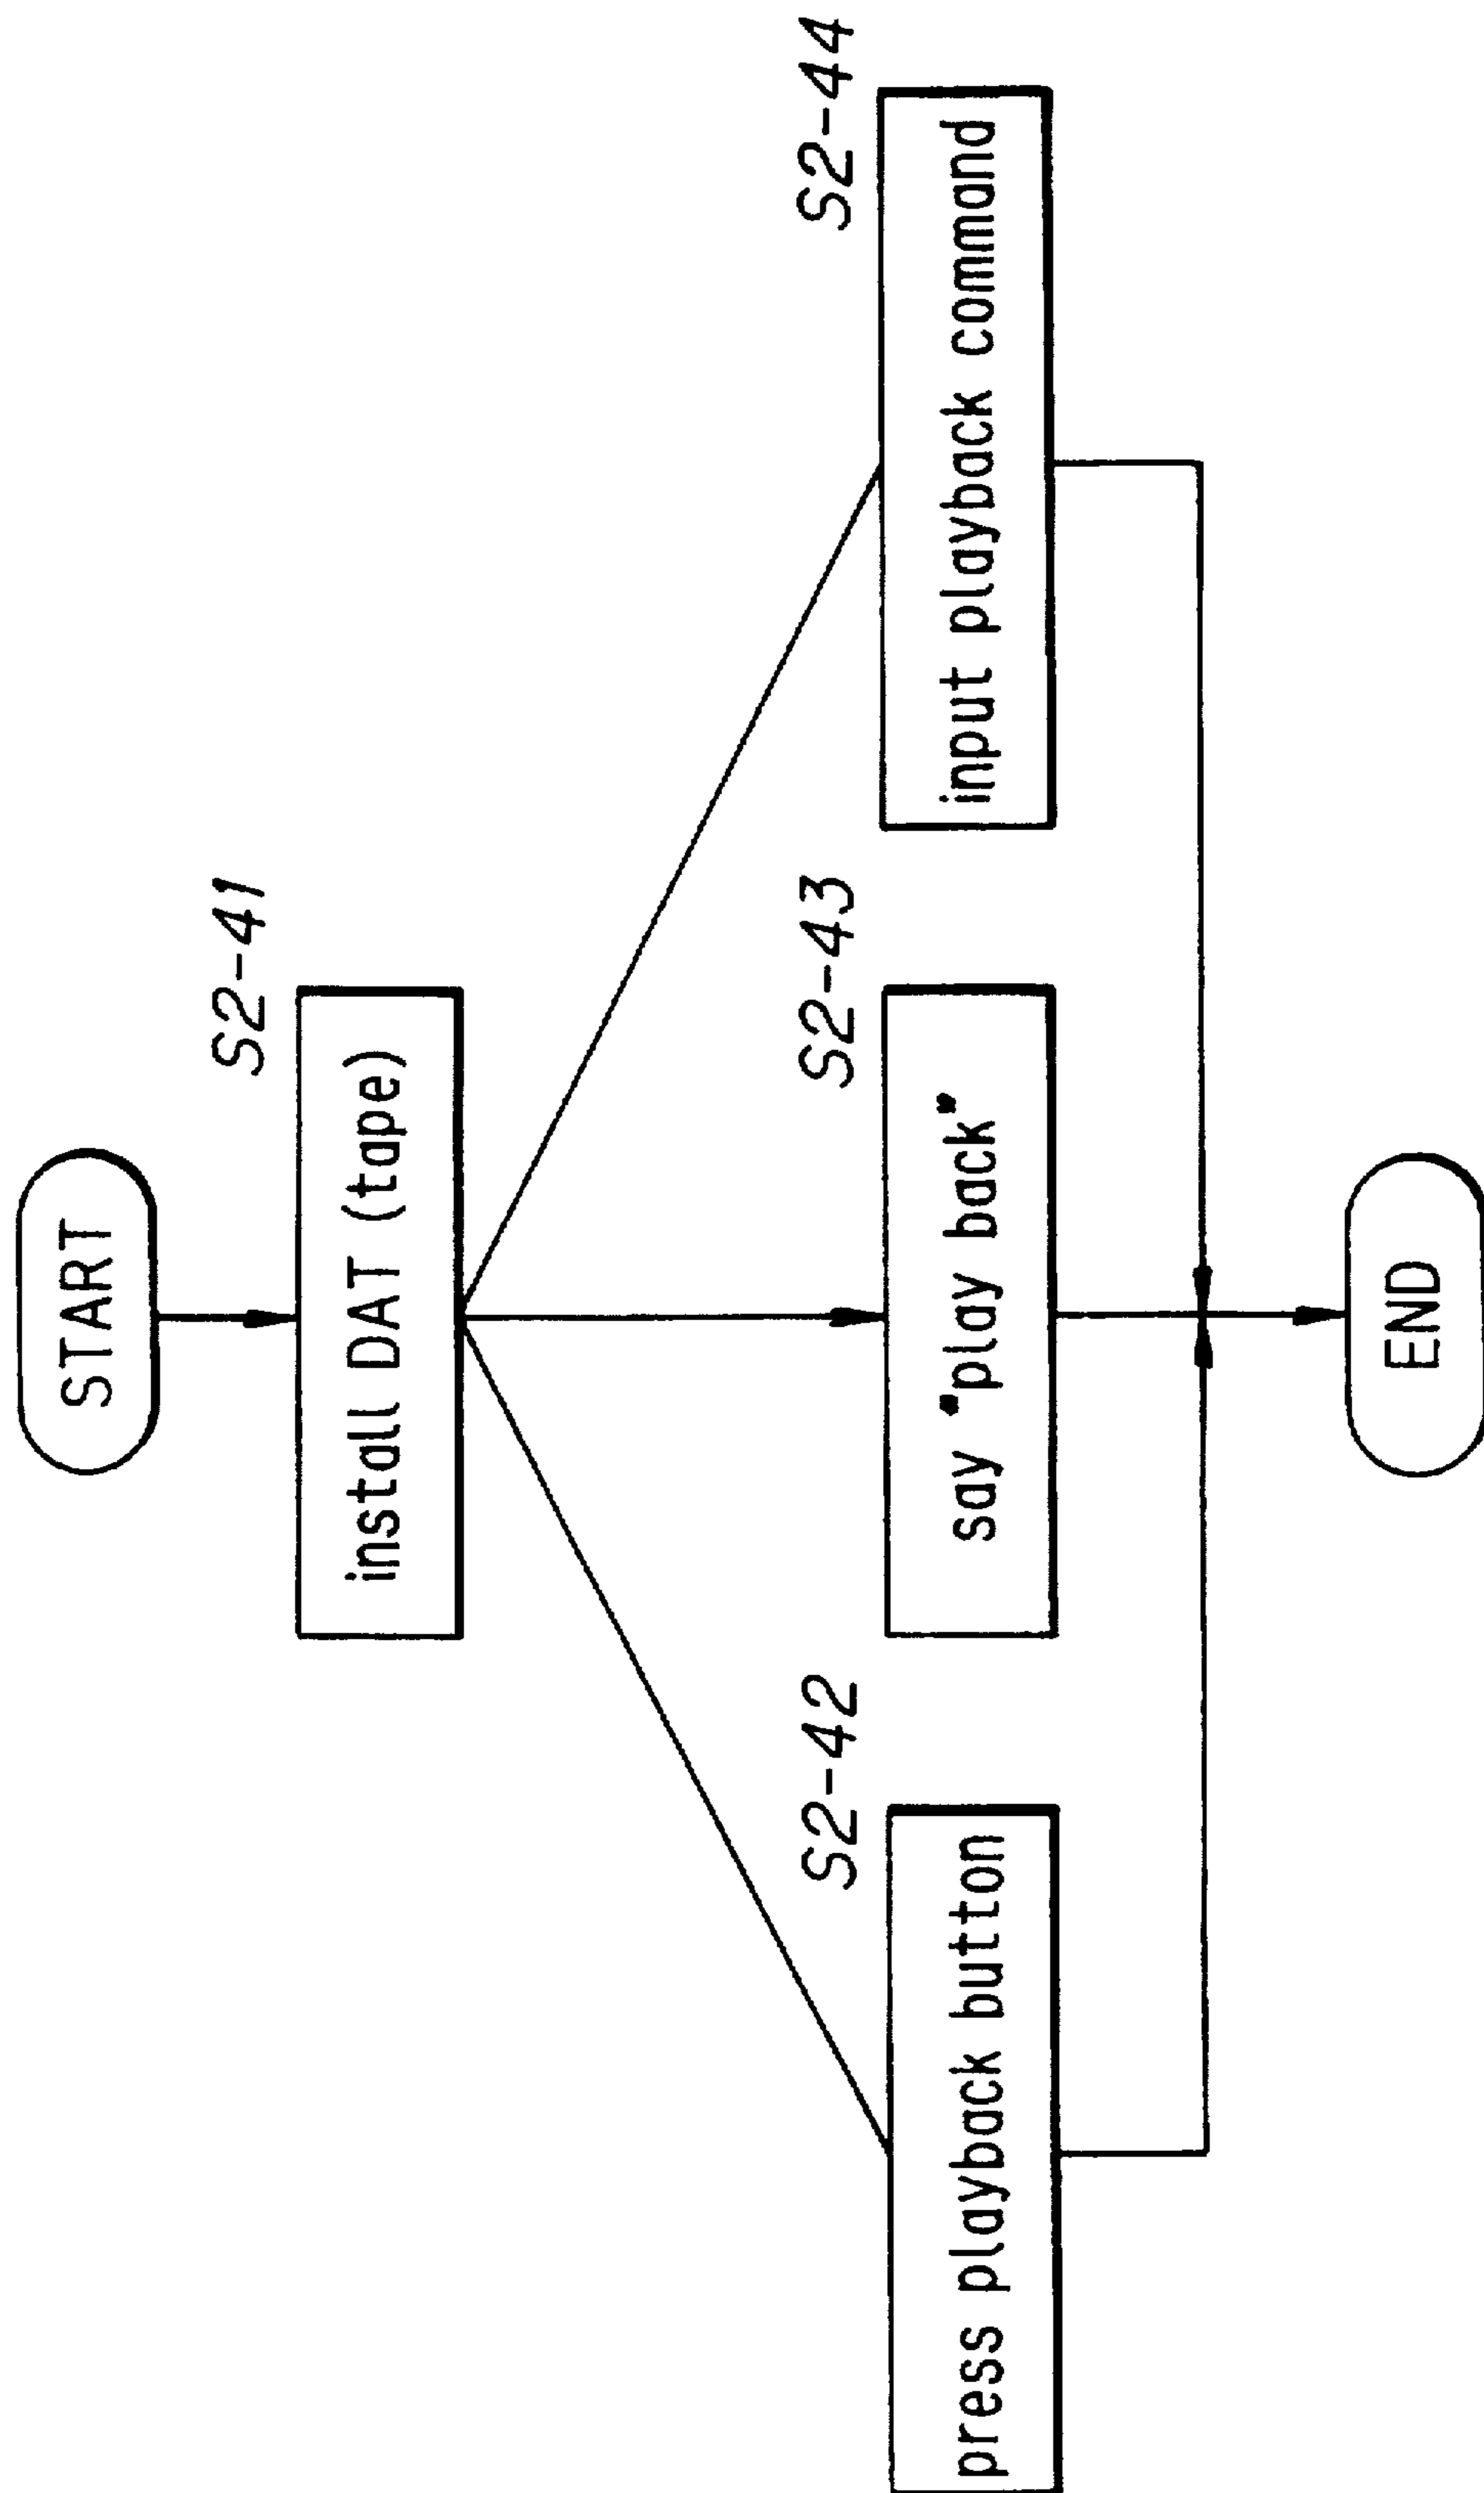 START
S2-41
install DAT (tape)
S2-42
press playback button
S2-43
say "play back"
S2-44
input playback command
END